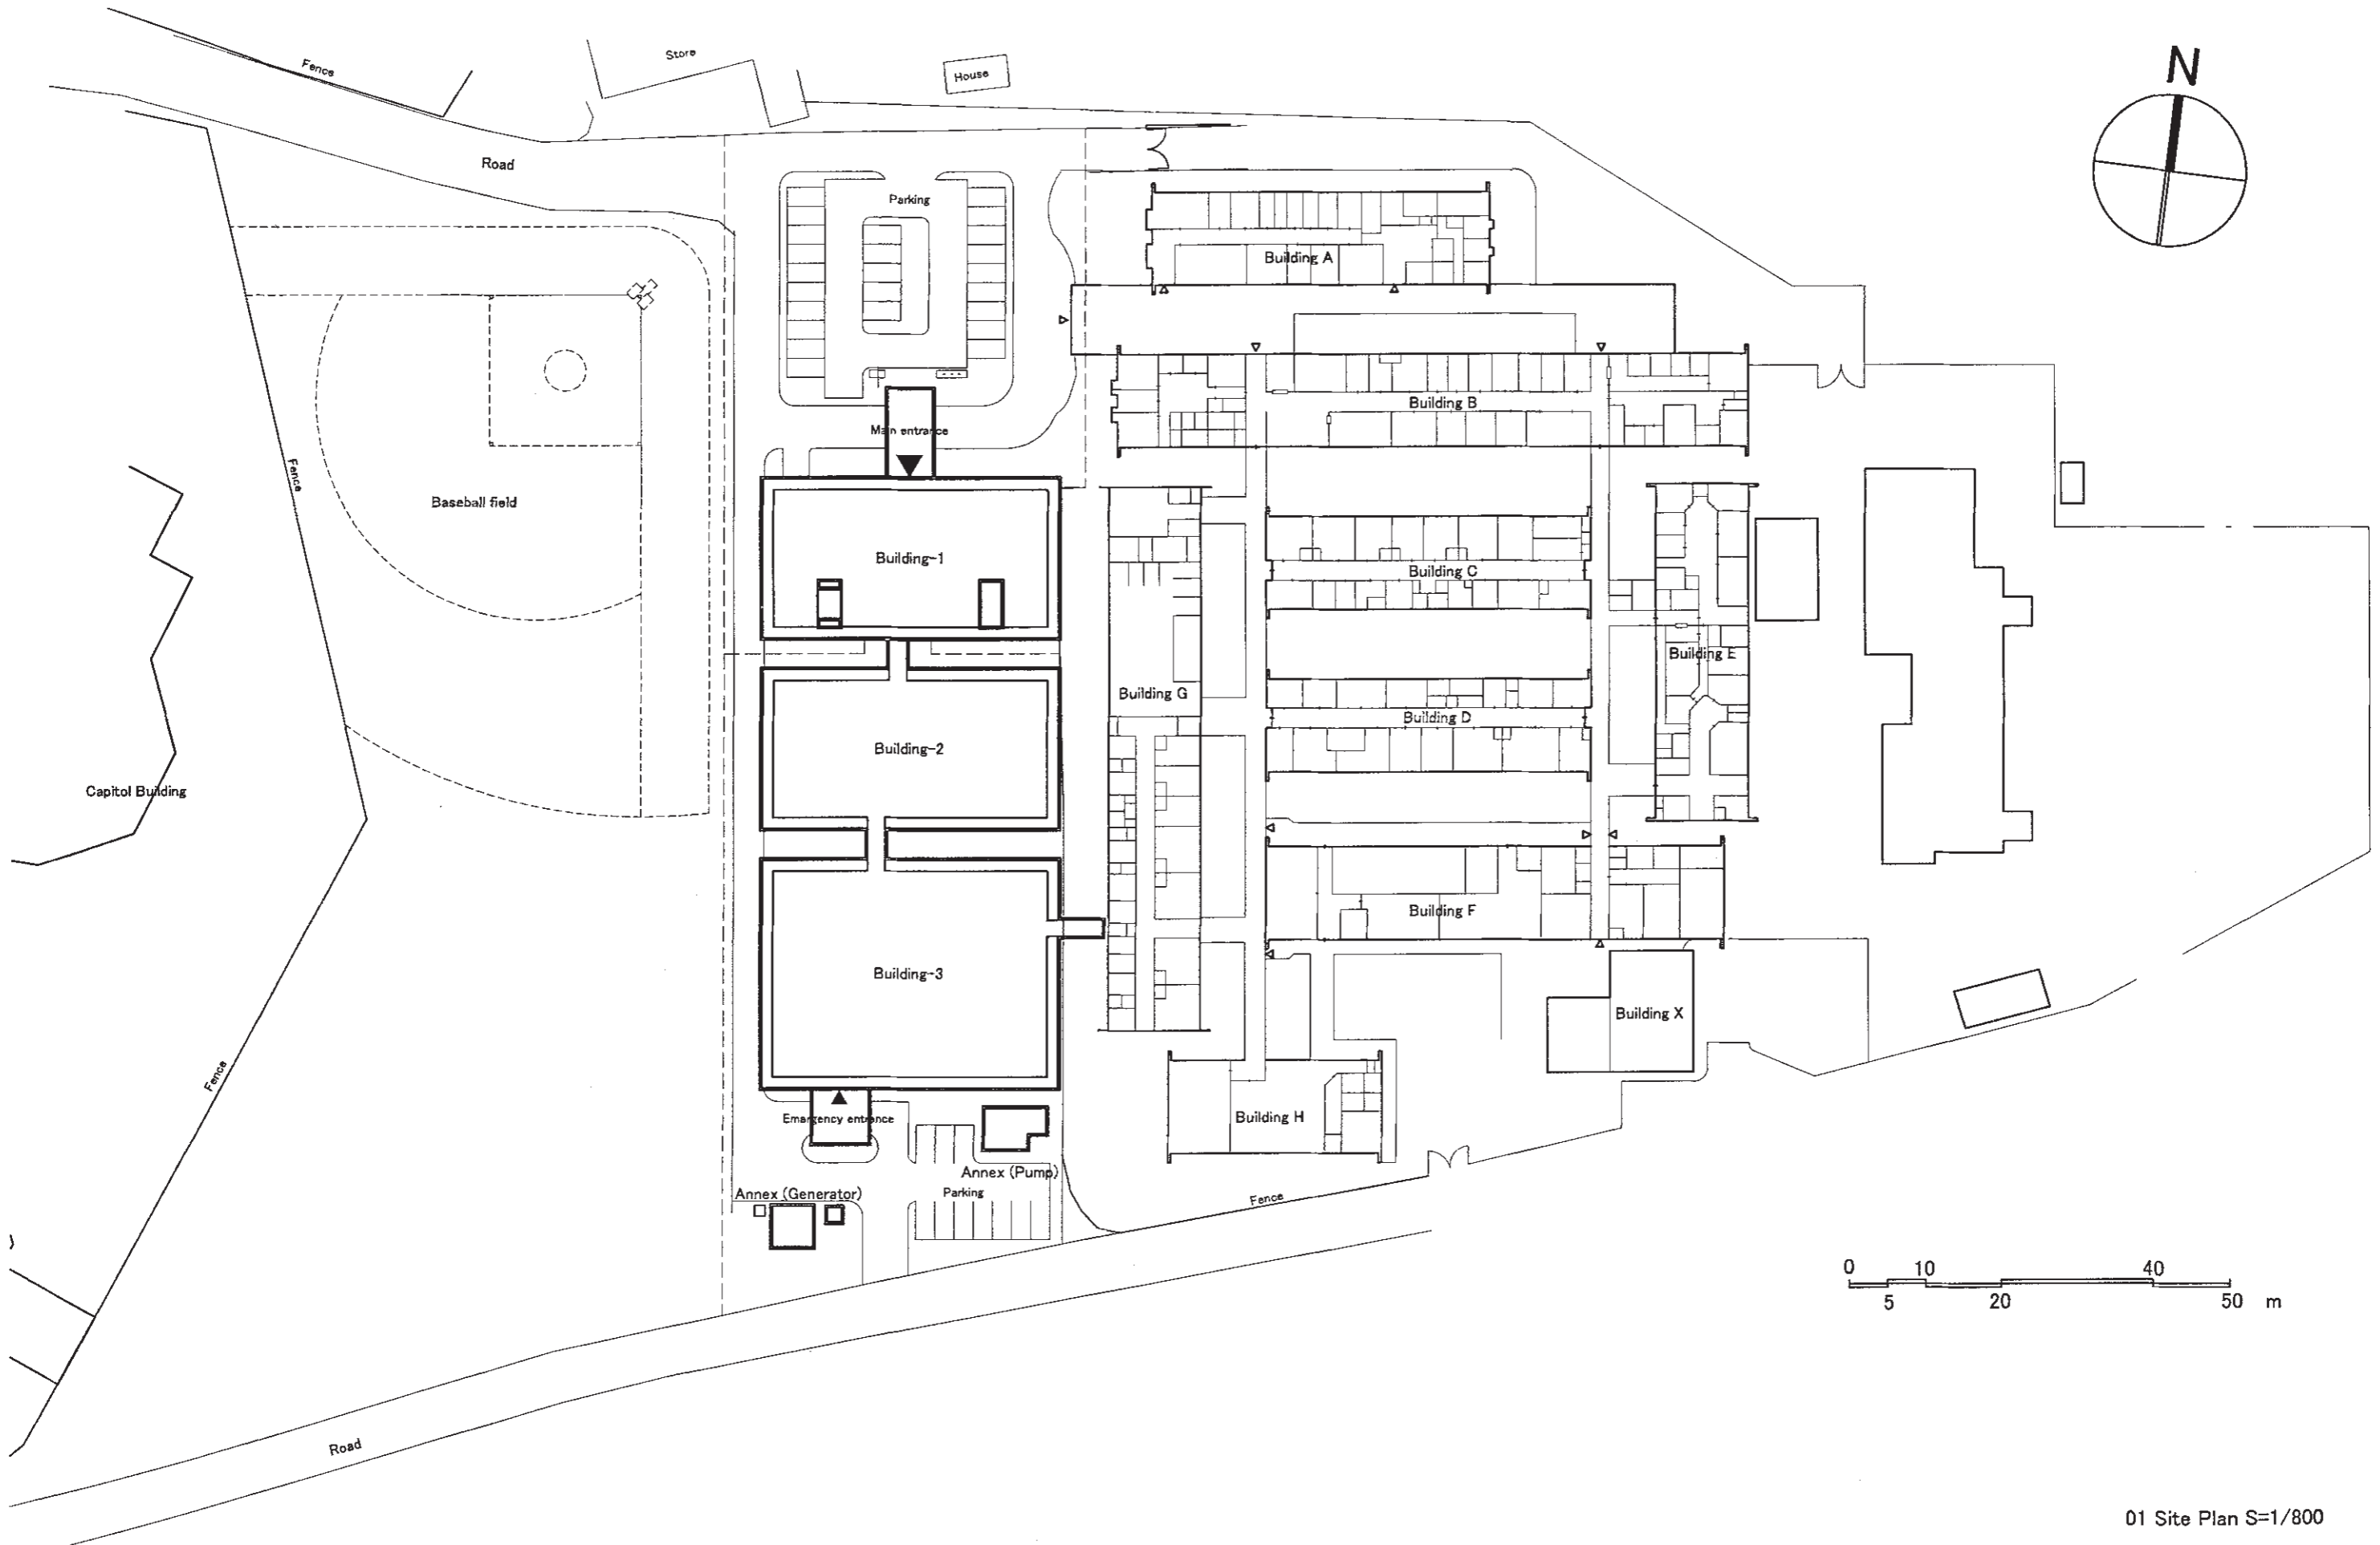 Store
Fence
House
N
Road
Parking
Building A
Building B
Main entrance
Fence
Baseball field
Building-1
Building C
Building E
Building G
Building D
Building-2
Capitol Building
Building F
Building-3
Building X
Fence
Emargency entrance
Building H
Annex (Pump)
Annex (Generator)
Parking
Fence
0 10 40
5 20 50 m
Road
01 Site Plan S=1/800